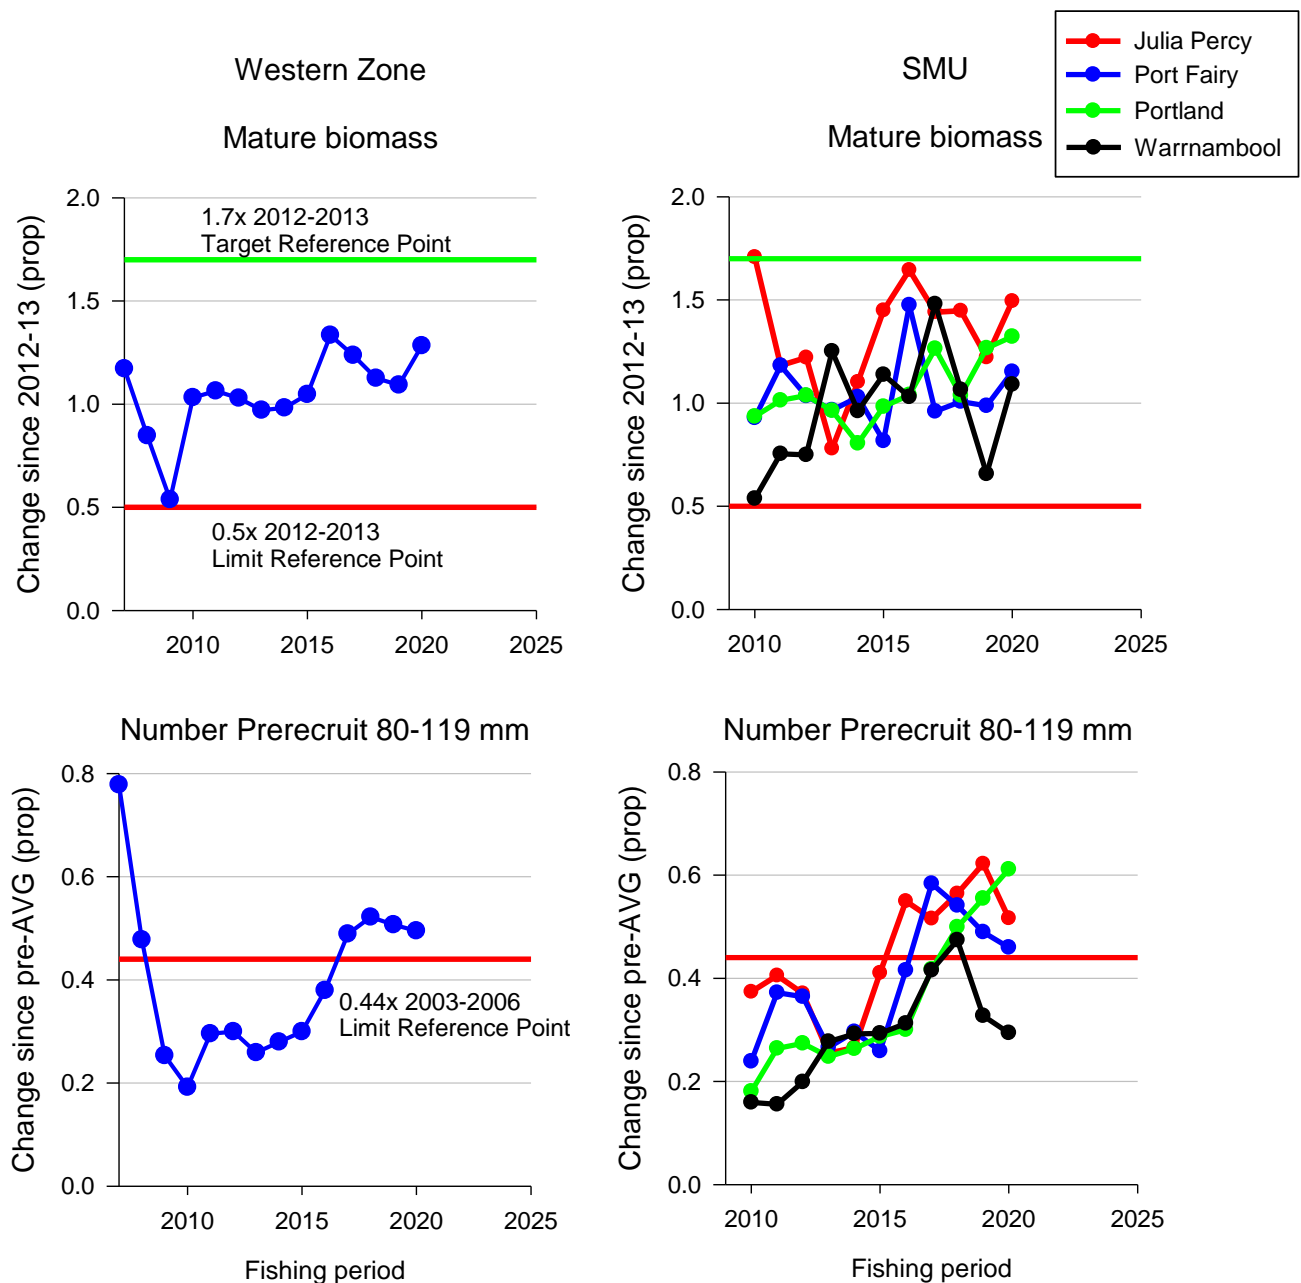 Julia Percy
Port Fairy
Portland
Warrnambool
Western Zone
SMU
Mature biomass
Mature biomass
Change since 2012-13 (prop)
2.0
1.5
1.0
0.5
0.0
1.7x 2012-2013
Target Reference Point
0.5x 2012-2013
Limit Reference Point
2010
2015
2020
2025
Change since 2012-13 (prop)
2.0
1.5
1.0
0.5
0.0
2010
2015
2020
2025
Number Prerecruit 80-119 mm
Number Prerecruit 80-119 mm
Change since pre-AVG (prop)
0.8
0.6
0.4
0.2
0.0
0.44x 2003-2006
Limit Reference Point
2010
2015
2020
2025
Fishing period
Change since pre-AVG (prop)
0.8
0.6
0.4
0.2
0.0
2010
2015
2020
2025
Fishing period